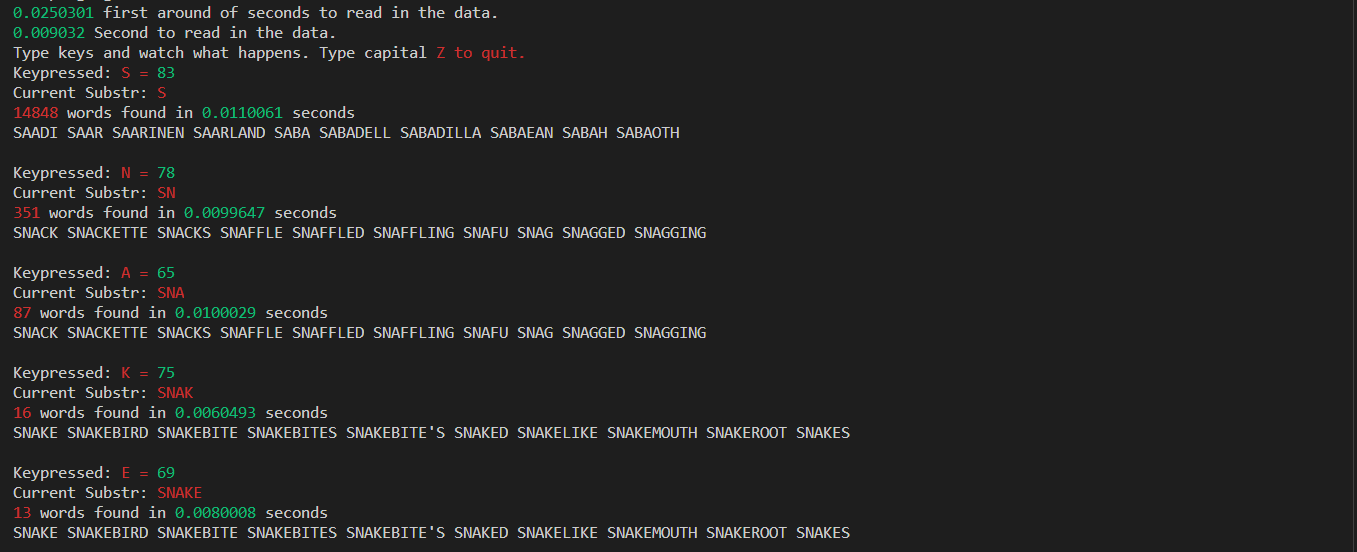 0.0250301 first around of seconds to read in the data.
0.009032 Second to read in the data.
Type keys and watch what happens. Type capital Z to quit.
Keypressed: S = 83
Current Substr: S
14848 words found in 0.0110061 seconds
SAADI SAAR SAARINEN SAARLAND SABA SABADELL SABADILLA SABAEAN SABAH SABAOTH
Keypressed: N = 78
Current Substr: SN
351 words found in 0.0099647 seconds
SNACK SNACKETTE SNACKS SNAFFLE SNAFFLED SNAFFLING SNAFU SNAG SNAGGED SNAGGING
Keypressed: A = 65
Current Substr: SNA
87 words found in 0.0100029 seconds
SNACK SNACKETTE SNACKS SNAFFLE SNAFFLED SNAFFLING SNAFU SNAG SNAGGED SNAGGING
Keypressed: K = 75
Current Substr: SNAK
16 words found in 0.0060493 seconds
SNAKE SNAKEBIRD SNAKEBITE SNAKEBITES SNAKEBITE'S SNAKED SNAKELIKE SNAKEMOUTH SNAKEROOT SNAKES
Keypressed: E = 69
Current Substr: SNAKE
13 words found in 0.0080008 seconds
SNAKE SNAKEBIRD SNAKEBITE SNAKEBITES SNAKEBITE'S SNAKED SNAKELIKE SNAKEMOUTH SNAKEROOT SNAKES